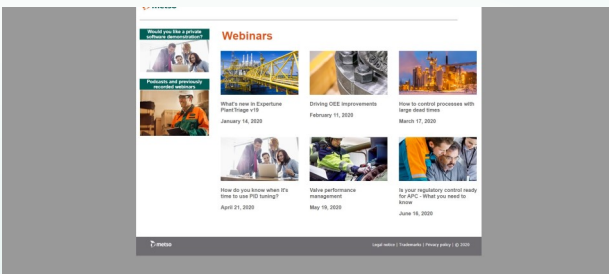 metso
Would you like a private
software demonstration?
Podcasts and previously
recorded webinars
Webinars
What's new in Expertune
PlantTriage v19
January 14, 2020
Driving OEE improvements
February 11, 2020
How to control processes with
large dead times
March 17, 2020
How do you know when it's
time to use PID tuning?
April 21, 2020
Valve performance
management
May 19, 2020
Is your regulatory control ready
for APC - What you need to
know
June 16, 2020
metso
Legal notice | Trademarks | Privacy policy | © 2020